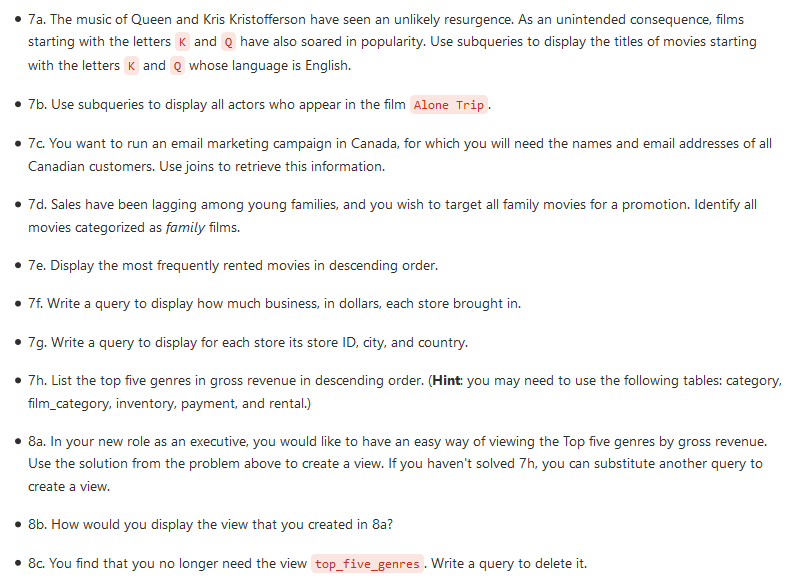 • 7a. The music of Queen and Kris Kristofferson have seen an unlikely resurgence. As an unintended consequence, films
starting with the letters K and Q have also soared in popularity. Use subqueries to display the titles of movies starting
with the letters K and Q whose language is English.
• 7b. Use subqueries to display all actors who appear in the film Alone Trip.
• 7c. You want to run an email marketing campaign in Canada, for which you will need the names and email addresses of all
Canadian customers. Use joins to retrieve this information.
• 7d. Sales have been lagging among young families, and you wish to target all family movies for a promotion. Identify all
movies categorized as family films.
• 7e. Display the most frequently rented movies in descending order.
• 7f. Write a query to display how much business, in dollars, each store brought in.
• 7g. Write a query to display for each store its store ID, city, and country.
• 7h. List the top five genres in gross revenue in descending order. (Hint: you may need to use the following tables: category,
film_category, inventory, payment, and rental.)
• 8a. In your new role as an executive, you would like to have an easy way of viewing the Top five genres by gross revenue.
Use the solution from the problem above to create a view. If you haven't solved 7h, you can substitute another query to
create a view.
• 8b. How would you display the view that you created in 8a?
• 8c. You find that you no longer need the view top_five_genres. Write a query to delete it.